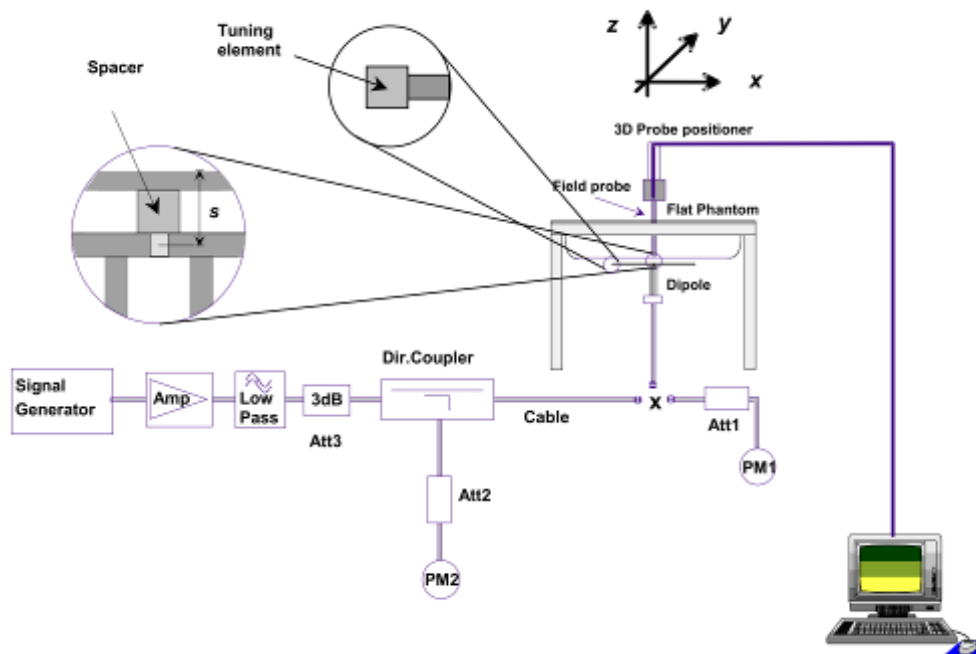 Tuning
element
Spacer
s
z
y
x
3D Probe positioner
Field probe
Flat Phantom
Dipole
Dir.Coupler
Signal
Generator
Amp
Low
Pass
3dB
Att3
Cable
x
Att1
PM1
Att2
PM2